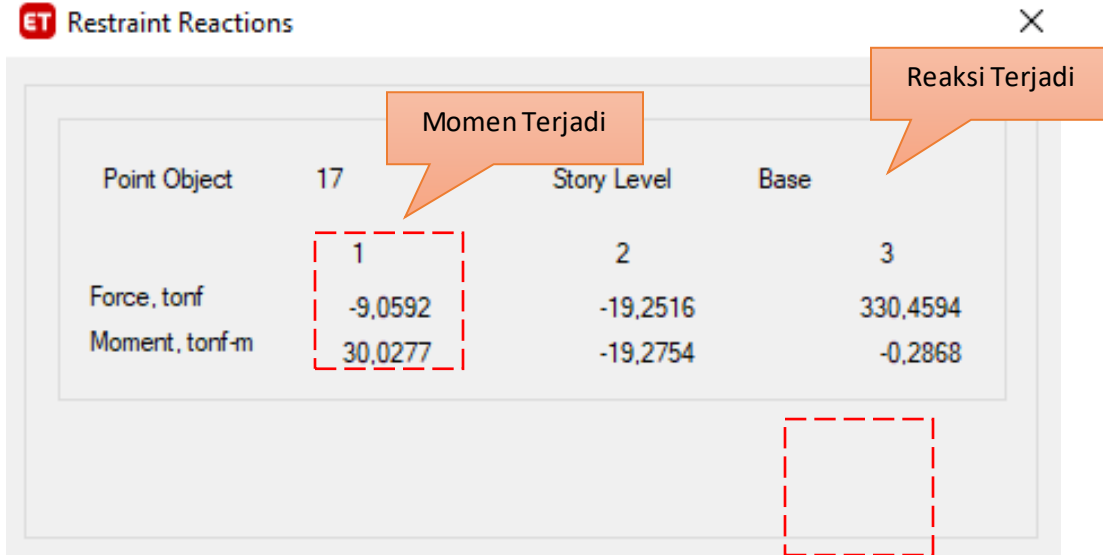 ET Restraint Reactions
Reaksi Terjadi
Momen Terjadi
Point Object 17 Story Level Base
1 2 3
Force, tonf -9,0592 -19,2516 330,4594
Moment, tonf-m 30,0277 -19,2754 -0,2868